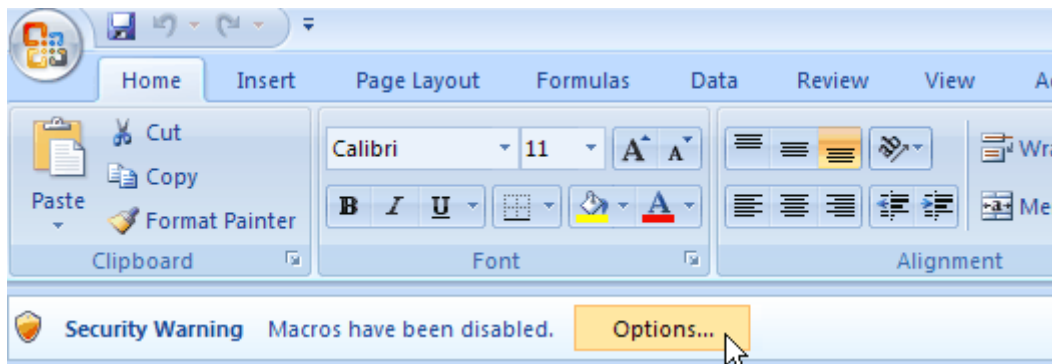 Home Insert Page Layout Formulas Data Review View
Cut
Calibri 11 A A
Copy
Paste
B I U A
Format Painter
Clipboard Font Alignment
Security Warning Macros have been disabled. Options...